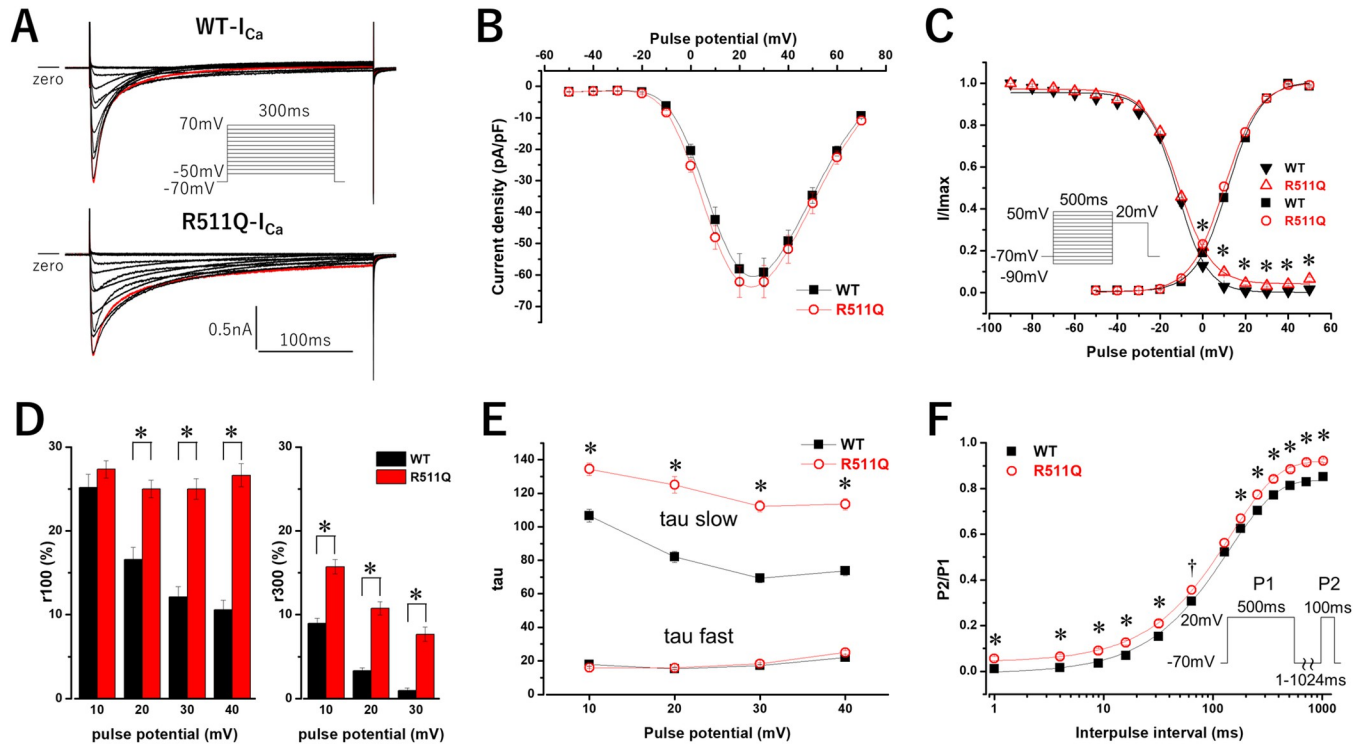 A
WT-ICa
zero
70mV
300ms
-50mV
-70mV
R511Q-ICa
zero
0.5nA
100ms
B
Pulse potential (mV)
-60 -40 -20 0 20 40 60 80
0
-10
-20
-30
-40
-50
-60
-70
Current density (pA/pF)
WT
R511Q
C
1.0
0.8
0.6
0.4
0.2
0.0
I/Imax
WT
R511Q
WT
R511Q
500ms
50mV
20mV
-70mV
-90mV
* * * * * *
-100 -80 -60 -40 -20 0 20 40 60
Pulse potential (mV)
D
30
20
10
0
r100 (%)
* * *
10 20 30 40
pulse potential (mV)
30
20
10
0
r300 (%)
WT
R511Q
* * *
10 20 30
pulse potential (mV)
E
WT
R511Q
140
120
100
80
60
40
20
0
tau
* * * *
tau slow
tau fast
10 20 30 40
Pulse potential (mV)
F
WT
R511Q
1.0
0.8
0.6
0.4
0.2
0.0
P2/P1
* * * * * † * * * * * *
P1 P2
500ms 100ms
20mV
-70mV
1-1024ms
1 10 100 1000
Interpulse interval (ms)